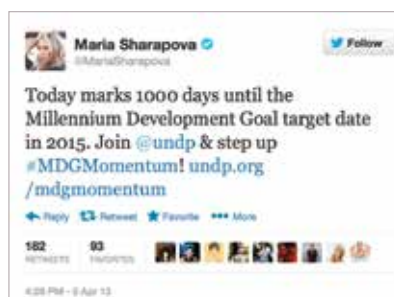 Maria Sharapova
@MariaSharapova
Follow
Today marks 1000 days until the
Millennium Development Goal target date
in 2015. Join @undp & step up
#MDGMomentum! undp.org
/mdgmomentum
Reply Retweet Favorite More
182 93
RETWEETS FAVORITES
4:28 PM - 5 Apr 13